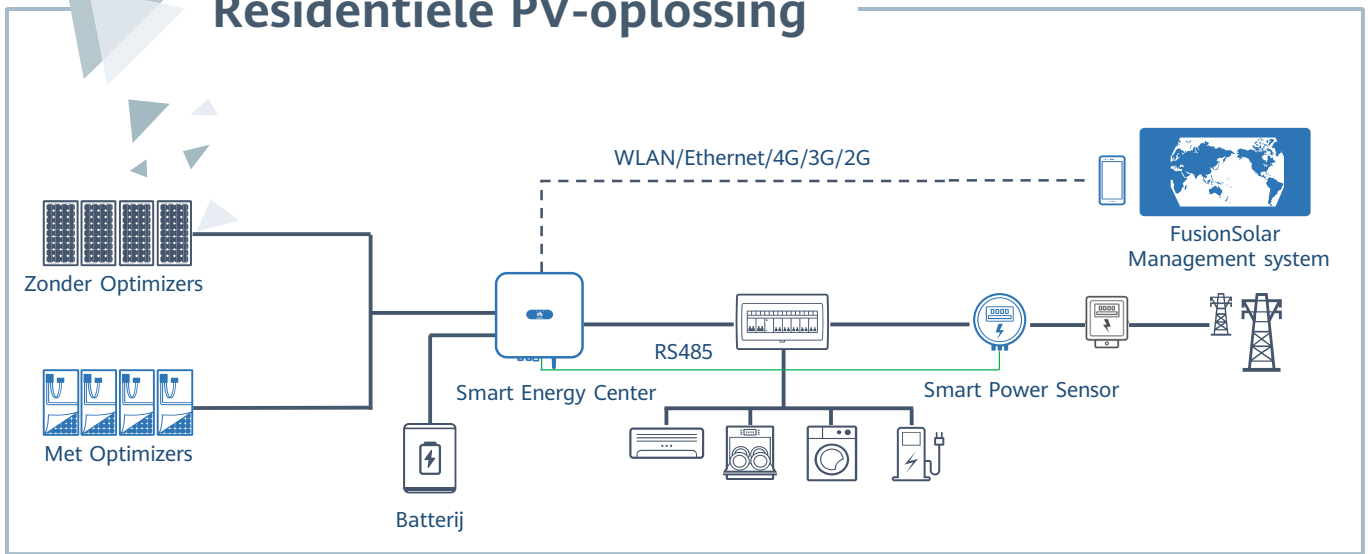 Residentiële PV-oplossing
WLAN/Ethernet/4G/3G/2G
FusionSolar
Management system
Zonder Optimizers
RS485
Smart Energy Center
Smart Power Sensor
Met Optimizers
Batterij